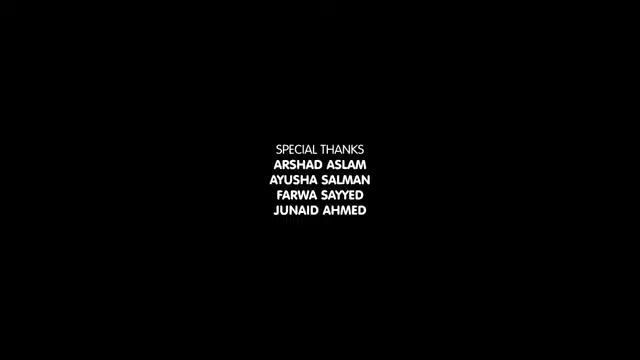 SPECIAL THANKS
ARSHAD ASLAM
AYUSHA SALMAN
FARWA SAYYED
JUNAID AHMED